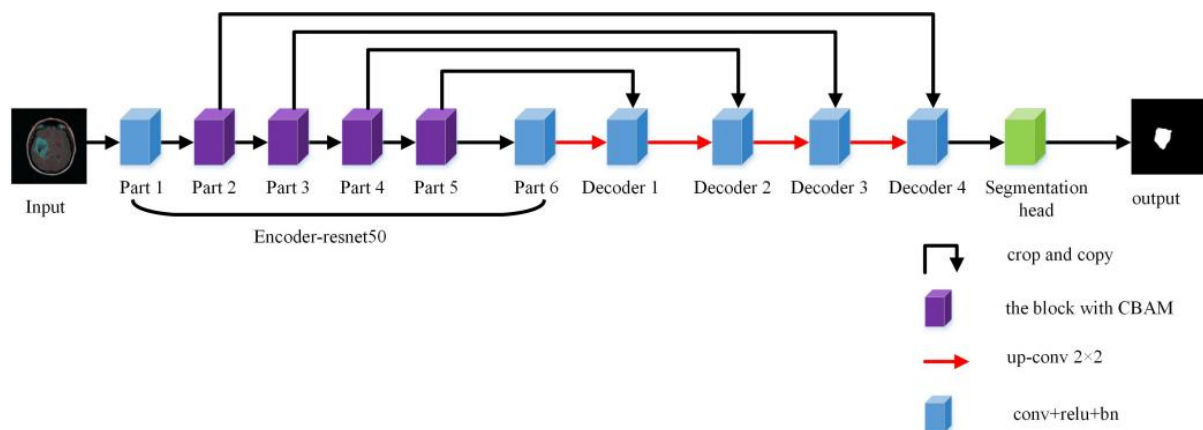 Input
Part 1
Part 2
Part 3
Part 4
Part 5
Part 6
Decoder 1
Decoder 2
Decoder 3
Decoder 4
Segmentation
head
output
Encoder-resnet50
crop and copy
the block with CBAM
up-conv 2×2
conv+relu+bn